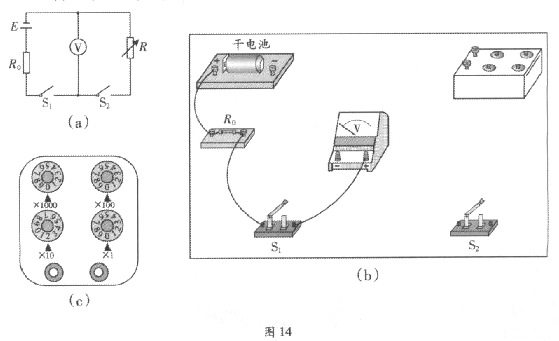 E
R₀
V
R
S₁
S₂
(a)
干电池
+
-
R₀
V
S₁
S₂
(b)
×1000
×100
×10
×1
(c)
图14